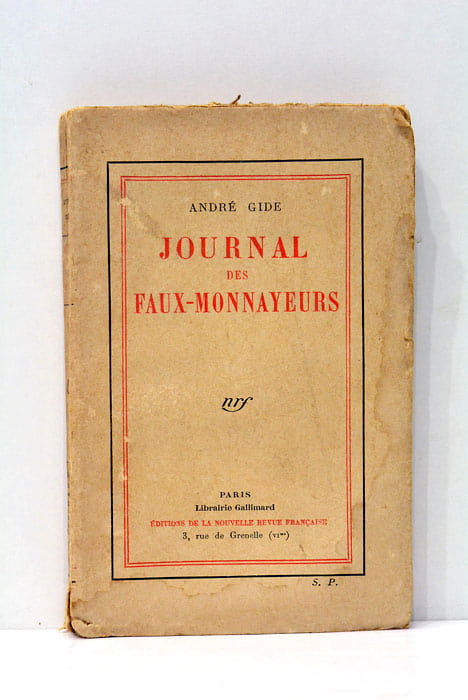 ANDRÉ GIDE
JOURNAL
DES
FAUX-MONNAYEURS
nrf
PARIS
Librairie Gallimard
ÉDITIONS DE LA NOUVELLE REVUE FRANÇAISE
3, rue de Grenelle (VIᵐᵉ)
S. P.